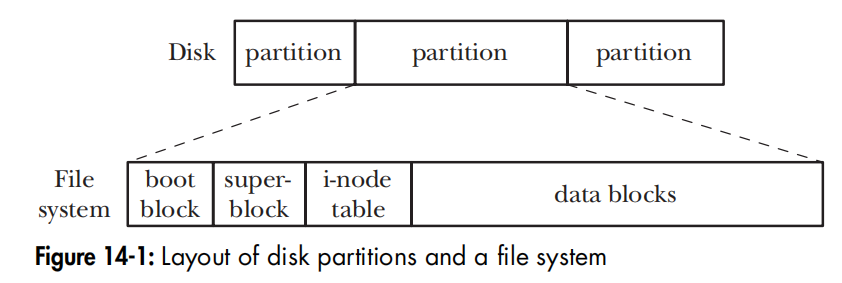 Disk partition partition partition
File system
boot block
super-block
i-node table
data blocks
Figure 14-1: Layout of disk partitions and a file system